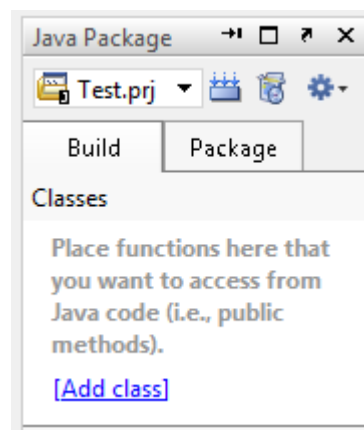 Java Package
Test.prj
Build Package
Classes
Place functions here that
you want to access from
Java code (i.e., public
methods).
[Add class]